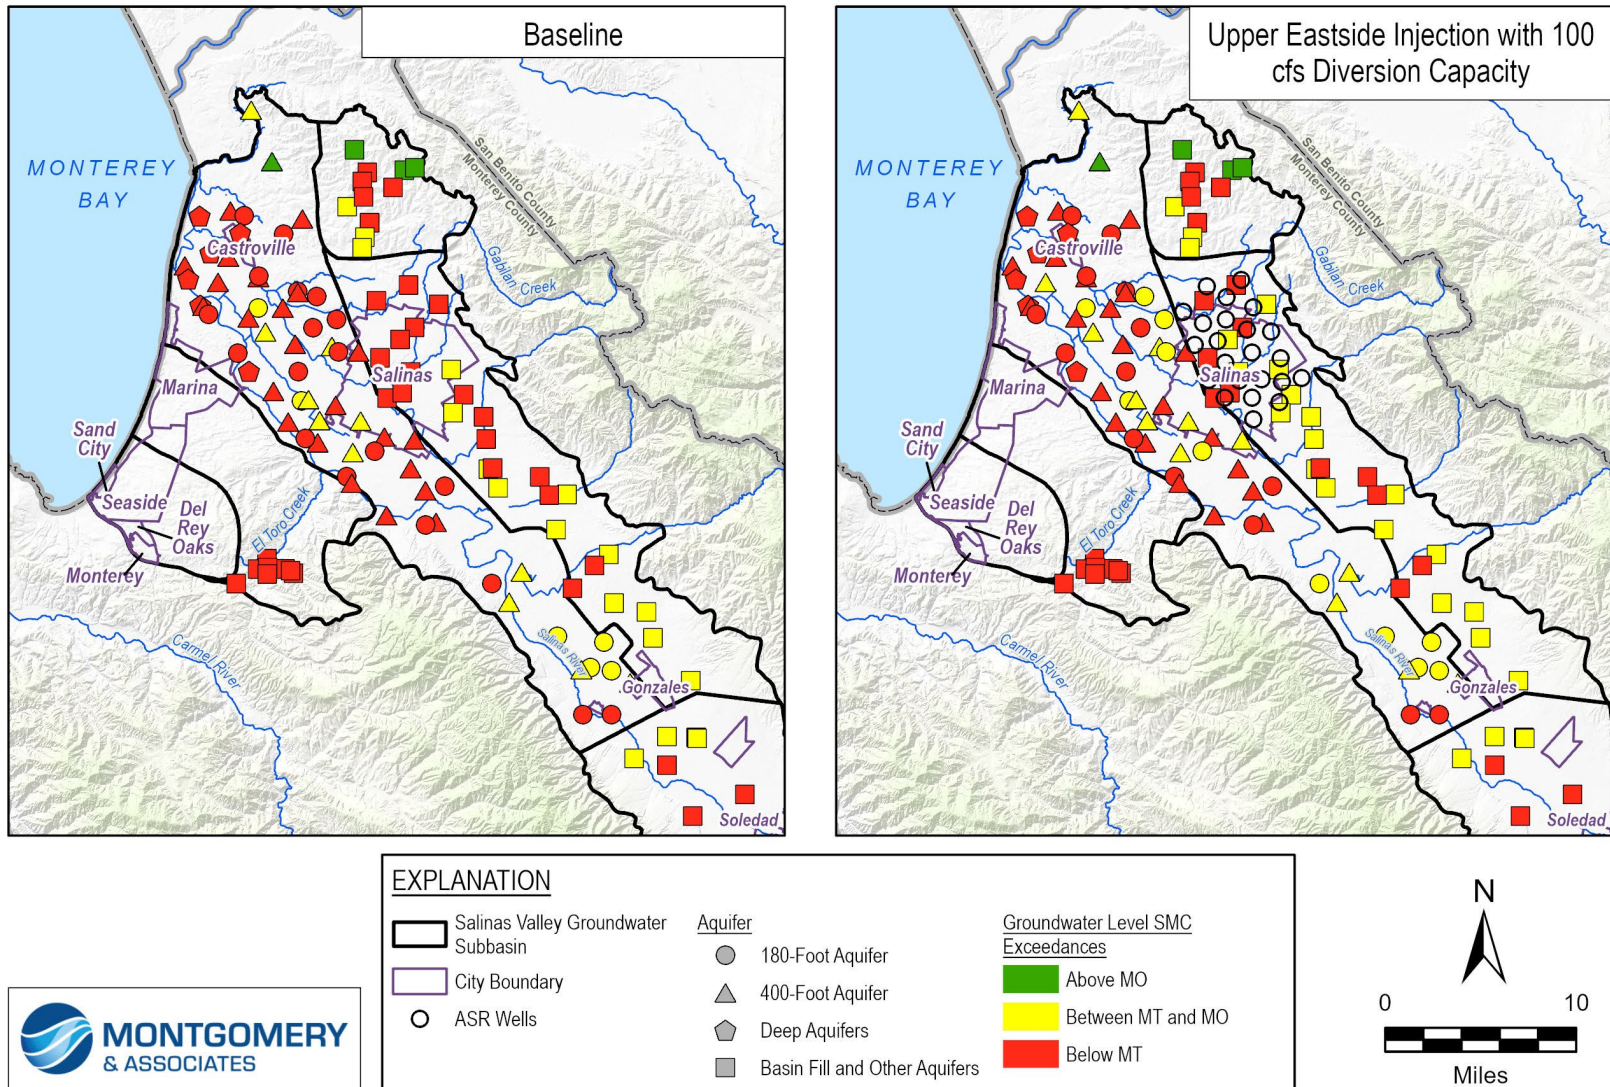 Baseline
MONTEREY
BAY
San Benito County
Monterey County
Castroville
Gabilan Creek
Salinas
Marina
Sand
City
Seaside
Del
Rey
Oaks
Monterey
El Toro Creek
Carmel River
Salinas River
Gonzales
Soledad
Upper Eastside Injection with 100
cfs Diversion Capacity
MONTEREY
BAY
San Benito County
Monterey County
Castroville
Gabilan Creek
Salinas
Marina
Sand
City
Seaside
Del
Rey
Oaks
Monterey
El Toro Creek
Carmel River
Salinas River
Gonzales
Soledad
EXPLANATION
Salinas Valley Groundwater
Subbasin
City Boundary
ASR Wells
Aquifer
180-Foot Aquifer
400-Foot Aquifer
Deep Aquifers
Basin Fill and Other Aquifers
Groundwater Level SMC
Exceedances
Above MO
Between MT and MO
Below MT
N
0 10
Miles
MONTGOMERY
& ASSOCIATES